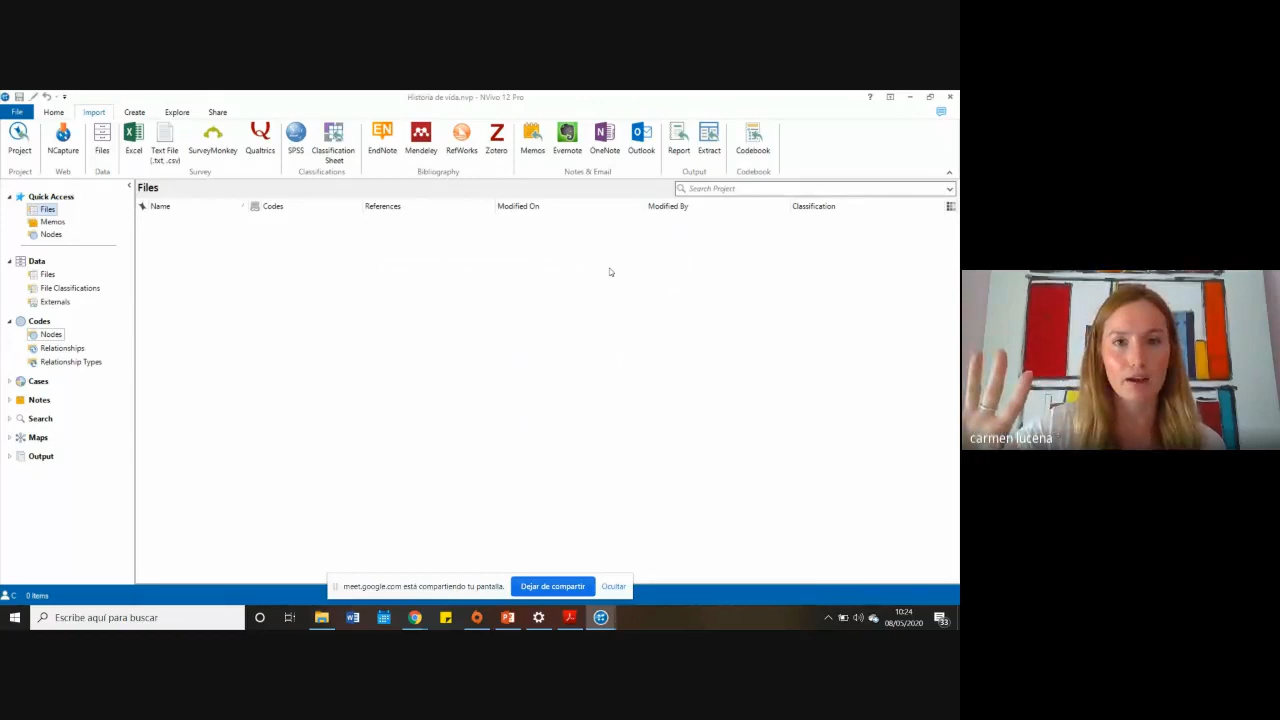 Historia de vida.nvp - NVivo 12 Pro
File Home Import Create Explore Share
Project NCapture Files Excel Text File (.txt, .csv) SurveyMonkey Qualtrics SPSS Classification Sheet EndNote Mendeley RefWorks Zotero Memos Evernote OneNote Outlook Report Extract Codebook
Project Web Data Survey Classifications Bibliography Notes & Email Output Codebook
Quick Access
Files
Memos
Nodes
Data
Files
File Classifications
Externals
Codes
Nodes
Relationships
Relationship Types
Cases
Notes
Search
Maps
Output
Files
Search Project
Name Codes References Modified On Modified By Classification
carmen lucena
meet.google.com está compartiendo tu pantalla. Dejar de compartir Ocultar
C 0 Items
Escribe aquí para buscar
10:24
08/05/2020
33